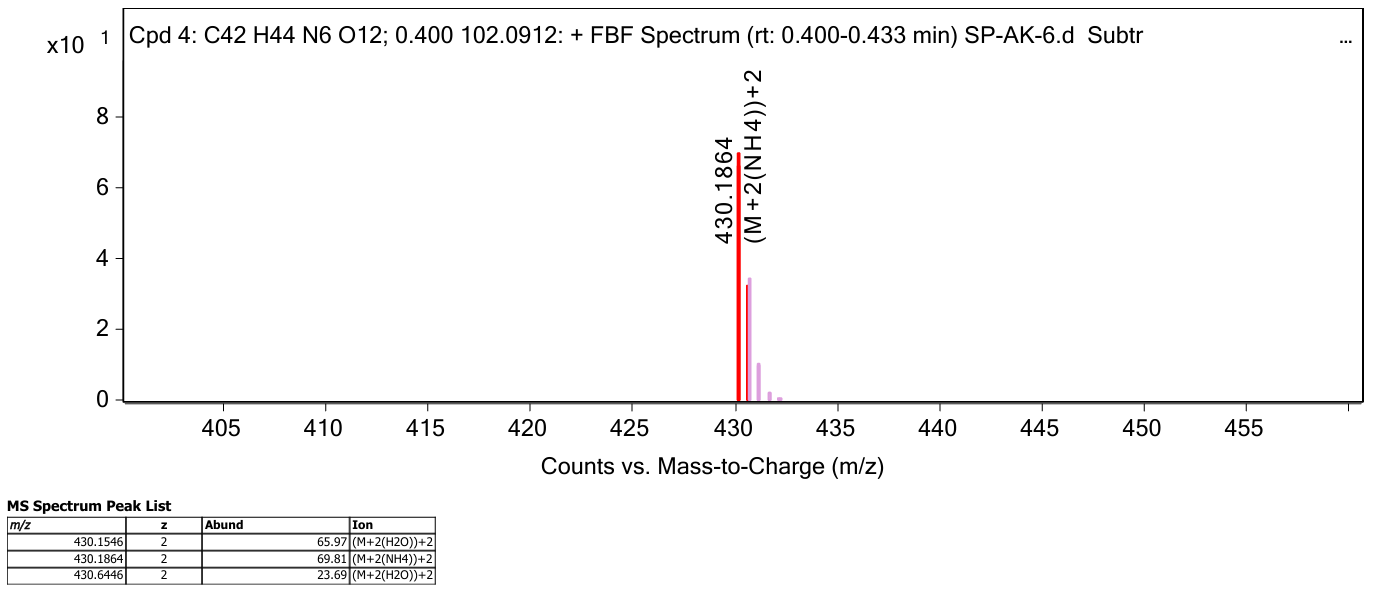 x10 1
Cpd 4: C42 H44 N6 O12; 0.400 102.0912: + FBF Spectrum (rt: 0.400-0.433 min) SP-AK-6.d Subtr ...
8
6
4
2
0
430.1864
(M+2(NH4))+2
405 410 415 420 425 430 435 440 445 450 455
Counts vs. Mass-to-Charge (m/z)
MS Spectrum Peak List
m/z z Abund Ion
430.1546 2 65.97 (M+2(H2O))+2
430.1864 2 69.81 (M+2(NH4))+2
430.6446 2 23.69 (M+2(H2O))+2